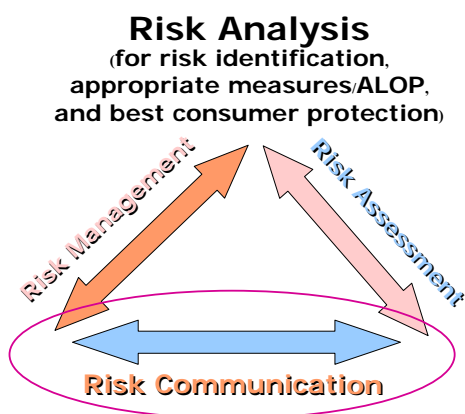 Risk Analysis
(for risk identification,
appropriate measures/ALOP,
and best consumer protection)
Risk Management
Risk Assessment
Risk Communication